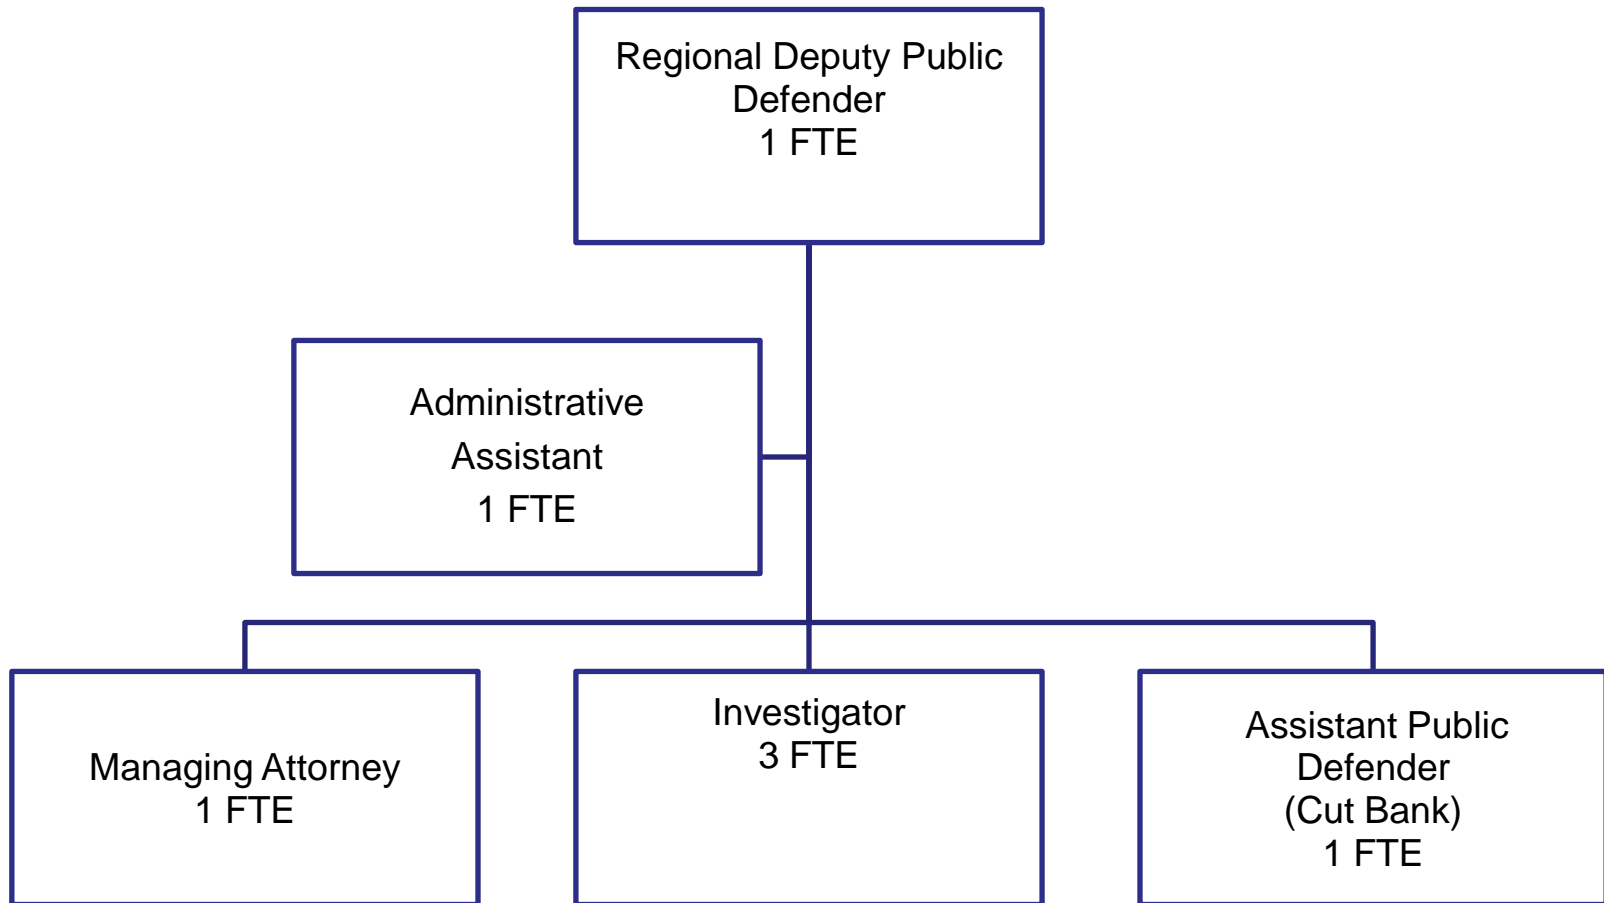 Regional Deputy Public
Defender
1 FTE
Administrative
Assistant
1 FTE
Managing Attorney
1 FTE
Investigator
3 FTE
Assistant Public
Defender
(Cut Bank)
1 FTE